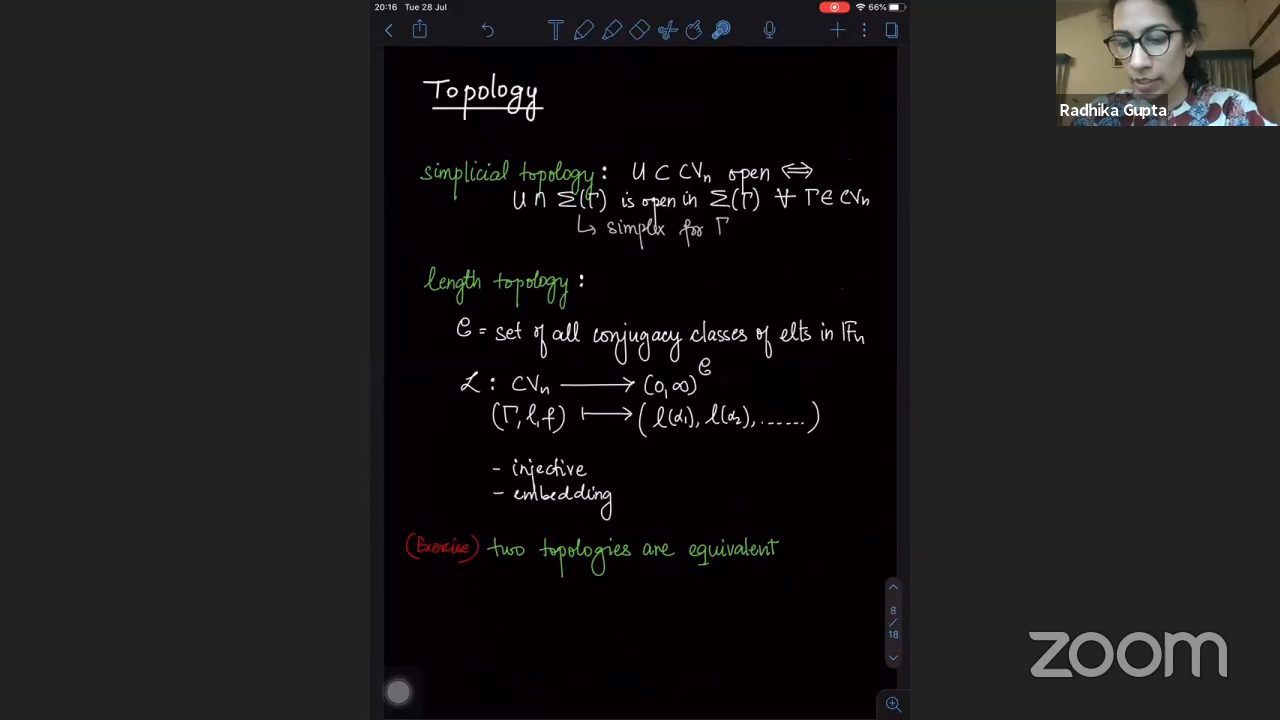 20:16 Tue 28 Jul
66%
Radhika Gupta
Topology
simplicial topology : U ⊂ CVₙ open ⟺
U ∩ Σ(Γ) is open in Σ(Γ) ∀ Γ ∈ CVₙ
↳ simplex for Γ
length topology :
𝒞 = set of all conjugacy classes of elts in 𝔽ₙ
ℒ : CVₙ ⟶ (0, ∞)^𝒞
(Γ, l, f) ⟼ (l(α₁), l(α₂), ......)
- injective
- embedding
(Exercise) two topologies are equivalent
8
/
18
zoom